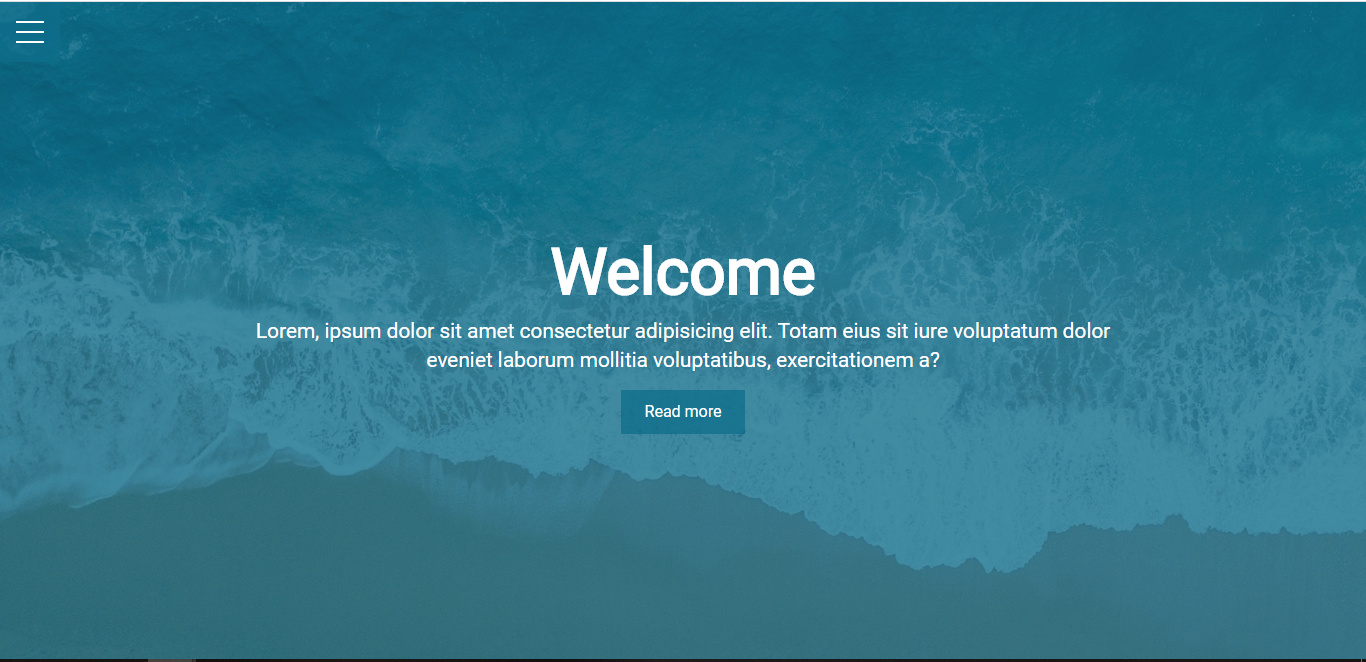 Welcome
Lorem, ipsum dolor sit amet consectetur adipisicing elit. Totam eius sit iure voluptatum dolor
eveniet laborum mollitia voluptatibus, exercitationem a?
Read more